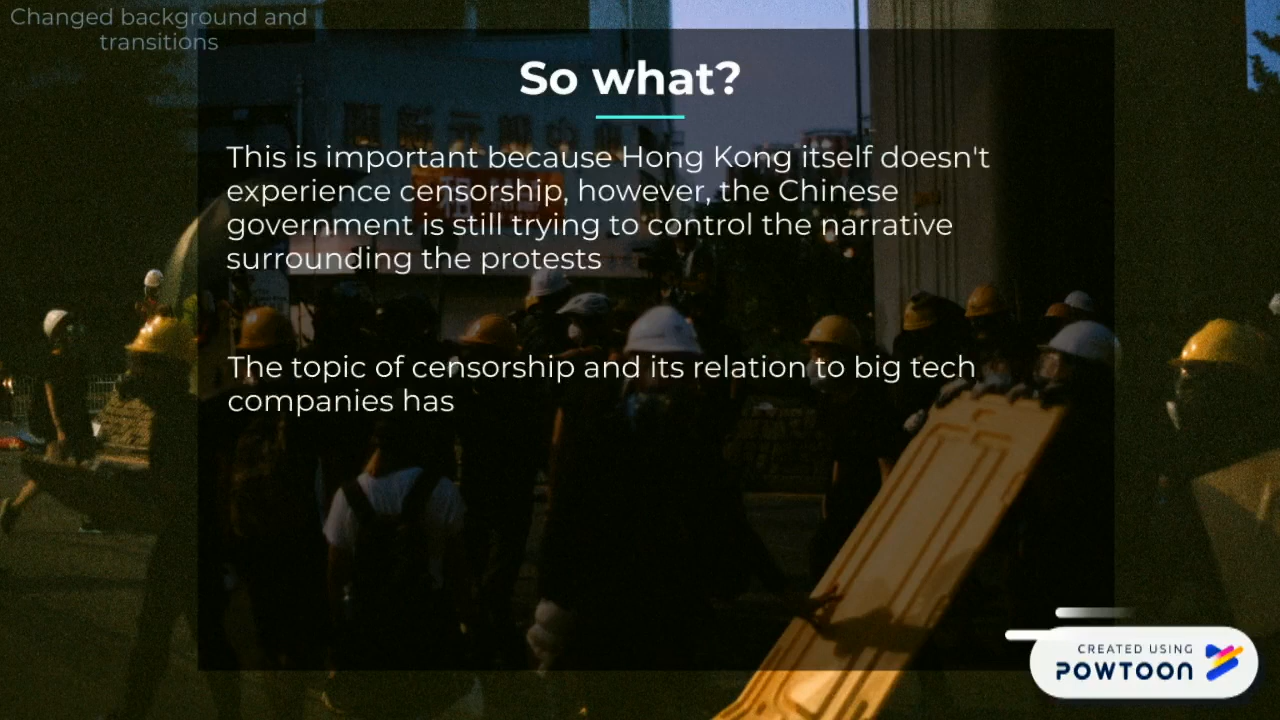 Changed background and
transitions
So what?
This is important because Hong Kong itself doesn't
experience censorship, however, the Chinese
government is still trying to control the narrative
surrounding the protests
The topic of censorship and its relation to big tech
companies has
CREATED USING
POWTOON